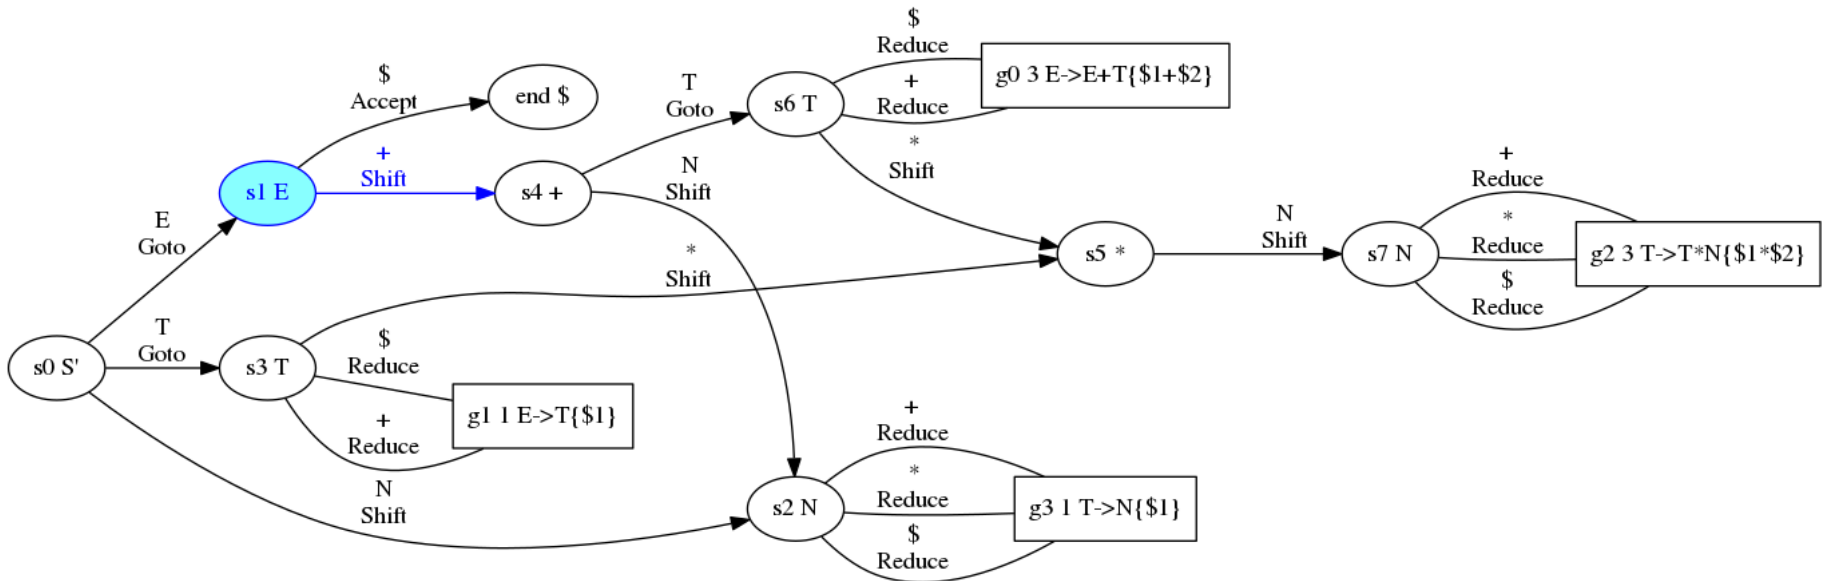 $
Reduce
g0 3 E->E+T{$1+$2}
+
Reduce
s6 T
$
Accept
end $
T
Goto
*
Shift
s1 E
+
Shift
s4 +
N
Shift
+
Reduce
E
Goto
*
Shift
s5 *
N
Shift
s7 N
*
Reduce
g2 3 T->T*N{$1*$2}
$
Reduce
s0 S'
T
Goto
s3 T
$
Reduce
g1 1 E->T{$1}
+
Reduce
N
Shift
+
Reduce
s2 N
*
Reduce
g3 1 T->N{$1}
$
Reduce